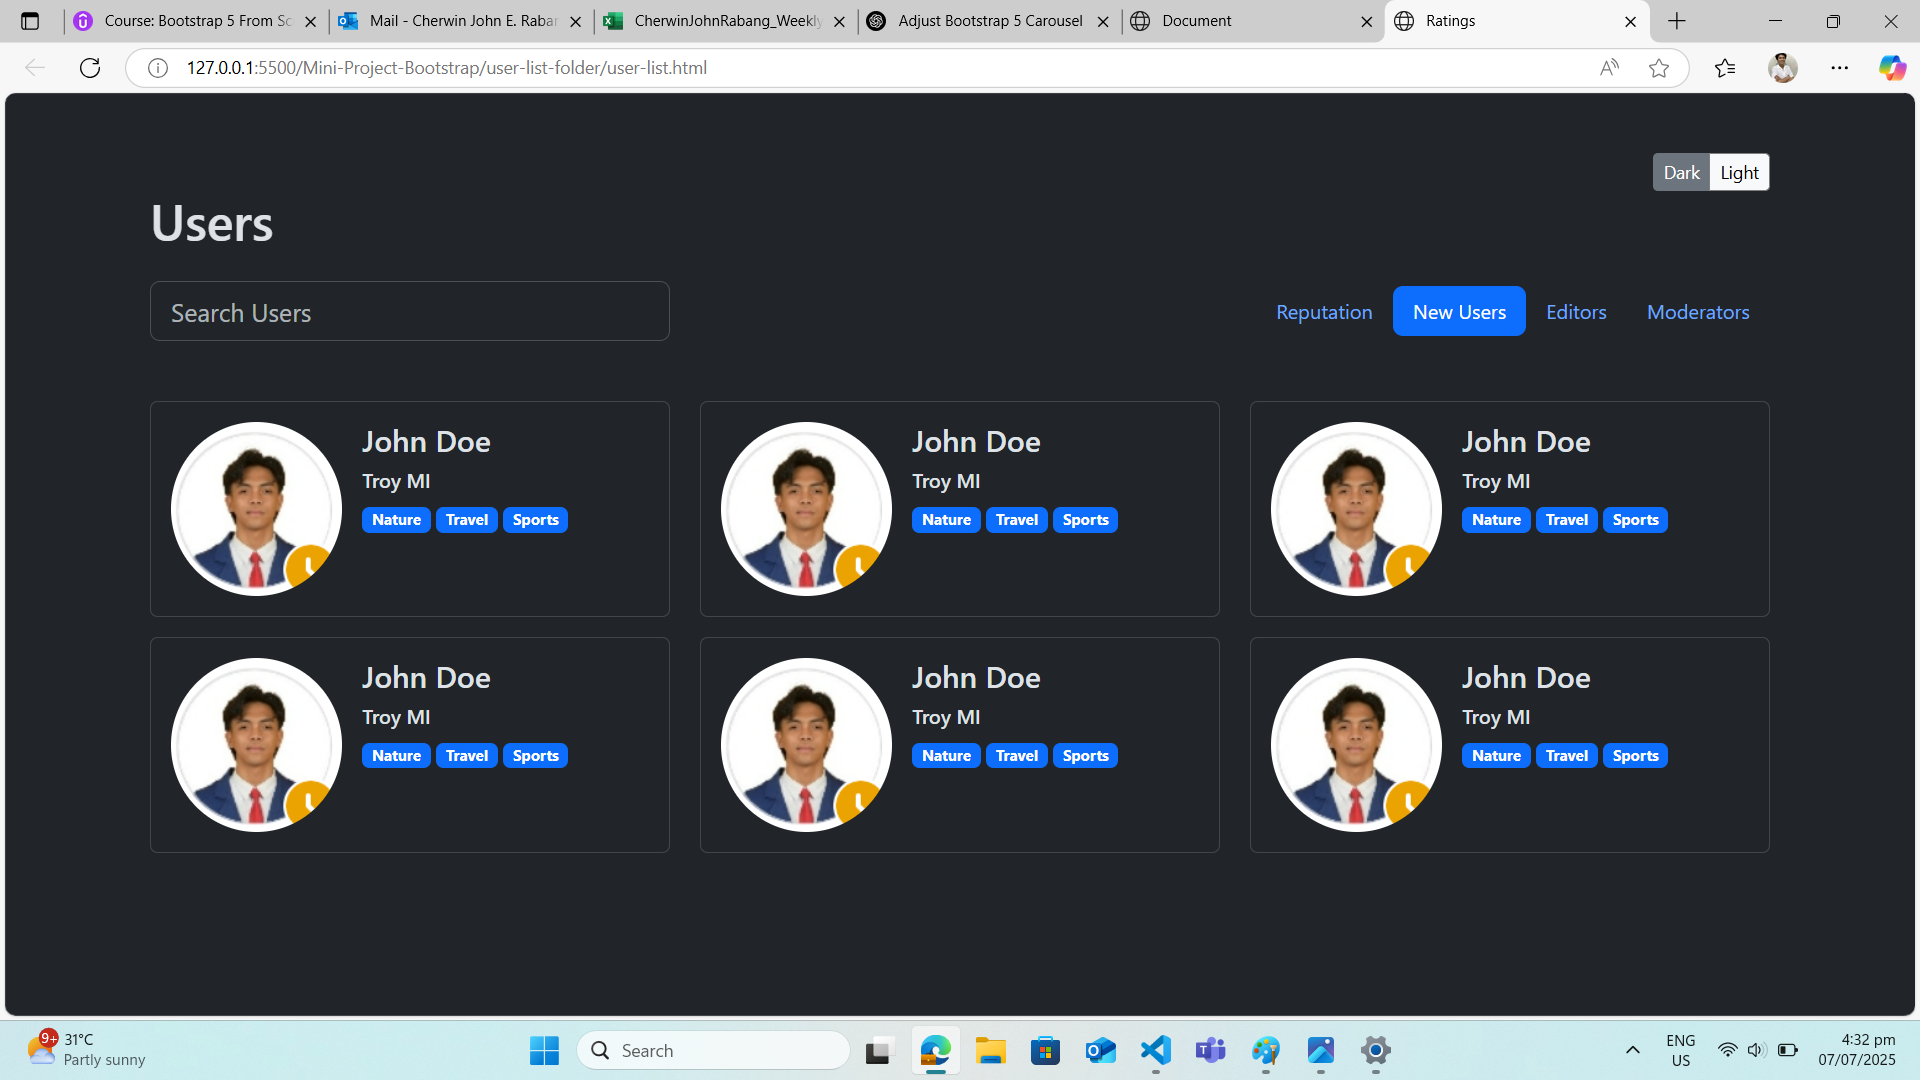 Course: Bootstrap 5 From Sc
Mail - Cherwin John E. Raban
CherwinJohnRabang_Weekly
Adjust Bootstrap 5 Carousel
Document
Ratings
127.0.0.1:5500/Mini-Project-Bootstrap/user-list-folder/user-list.html
Dark
Light
Users
Search Users
Reputation
New Users
Editors
Moderators
John Doe
Troy MI
Nature Travel Sports
John Doe
Troy MI
Nature Travel Sports
John Doe
Troy MI
Nature Travel Sports
John Doe
Troy MI
Nature Travel Sports
John Doe
Troy MI
Nature Travel Sports
John Doe
Troy MI
Nature Travel Sports
9+
31°C
Partly sunny
Search
ENG
US
4:32 pm
07/07/2025